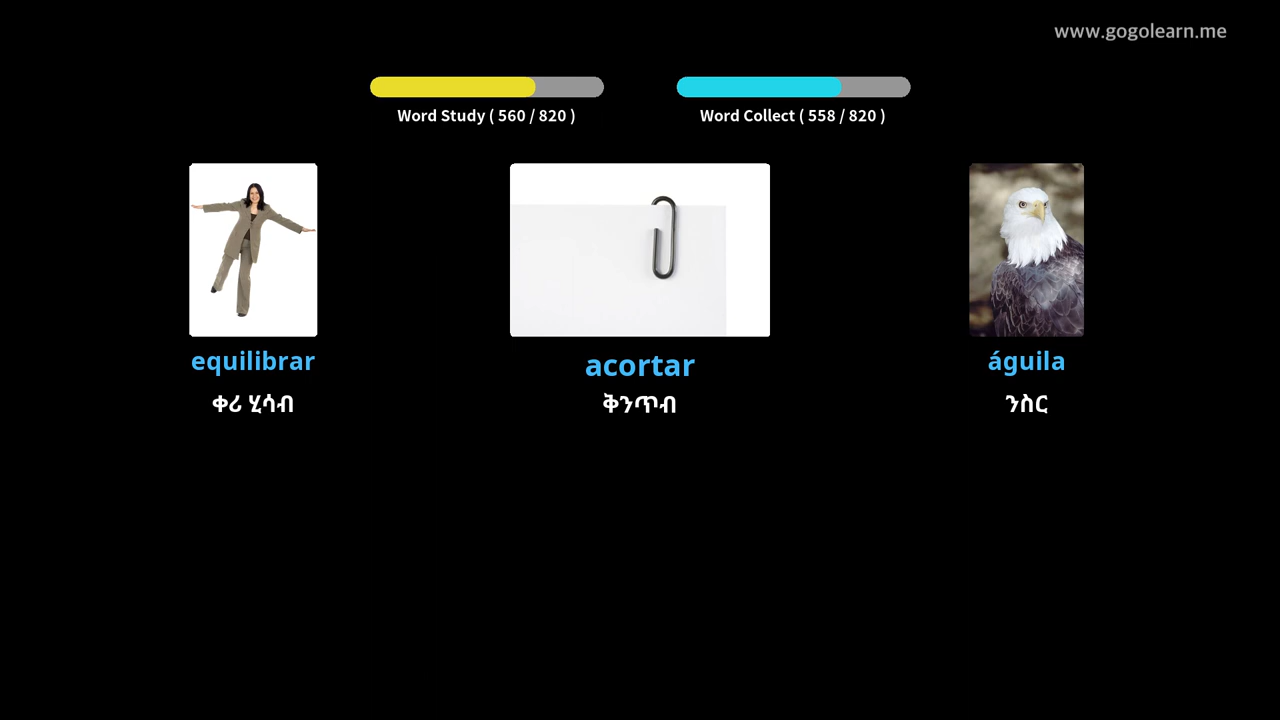 www.gogolearn.me
Word Study ( 560 / 820 )
Word Collect ( 558 / 820 )
equilibrar
ቀሪ ሂሳብ
acortar
ቅንጥብ
águila
ንስር